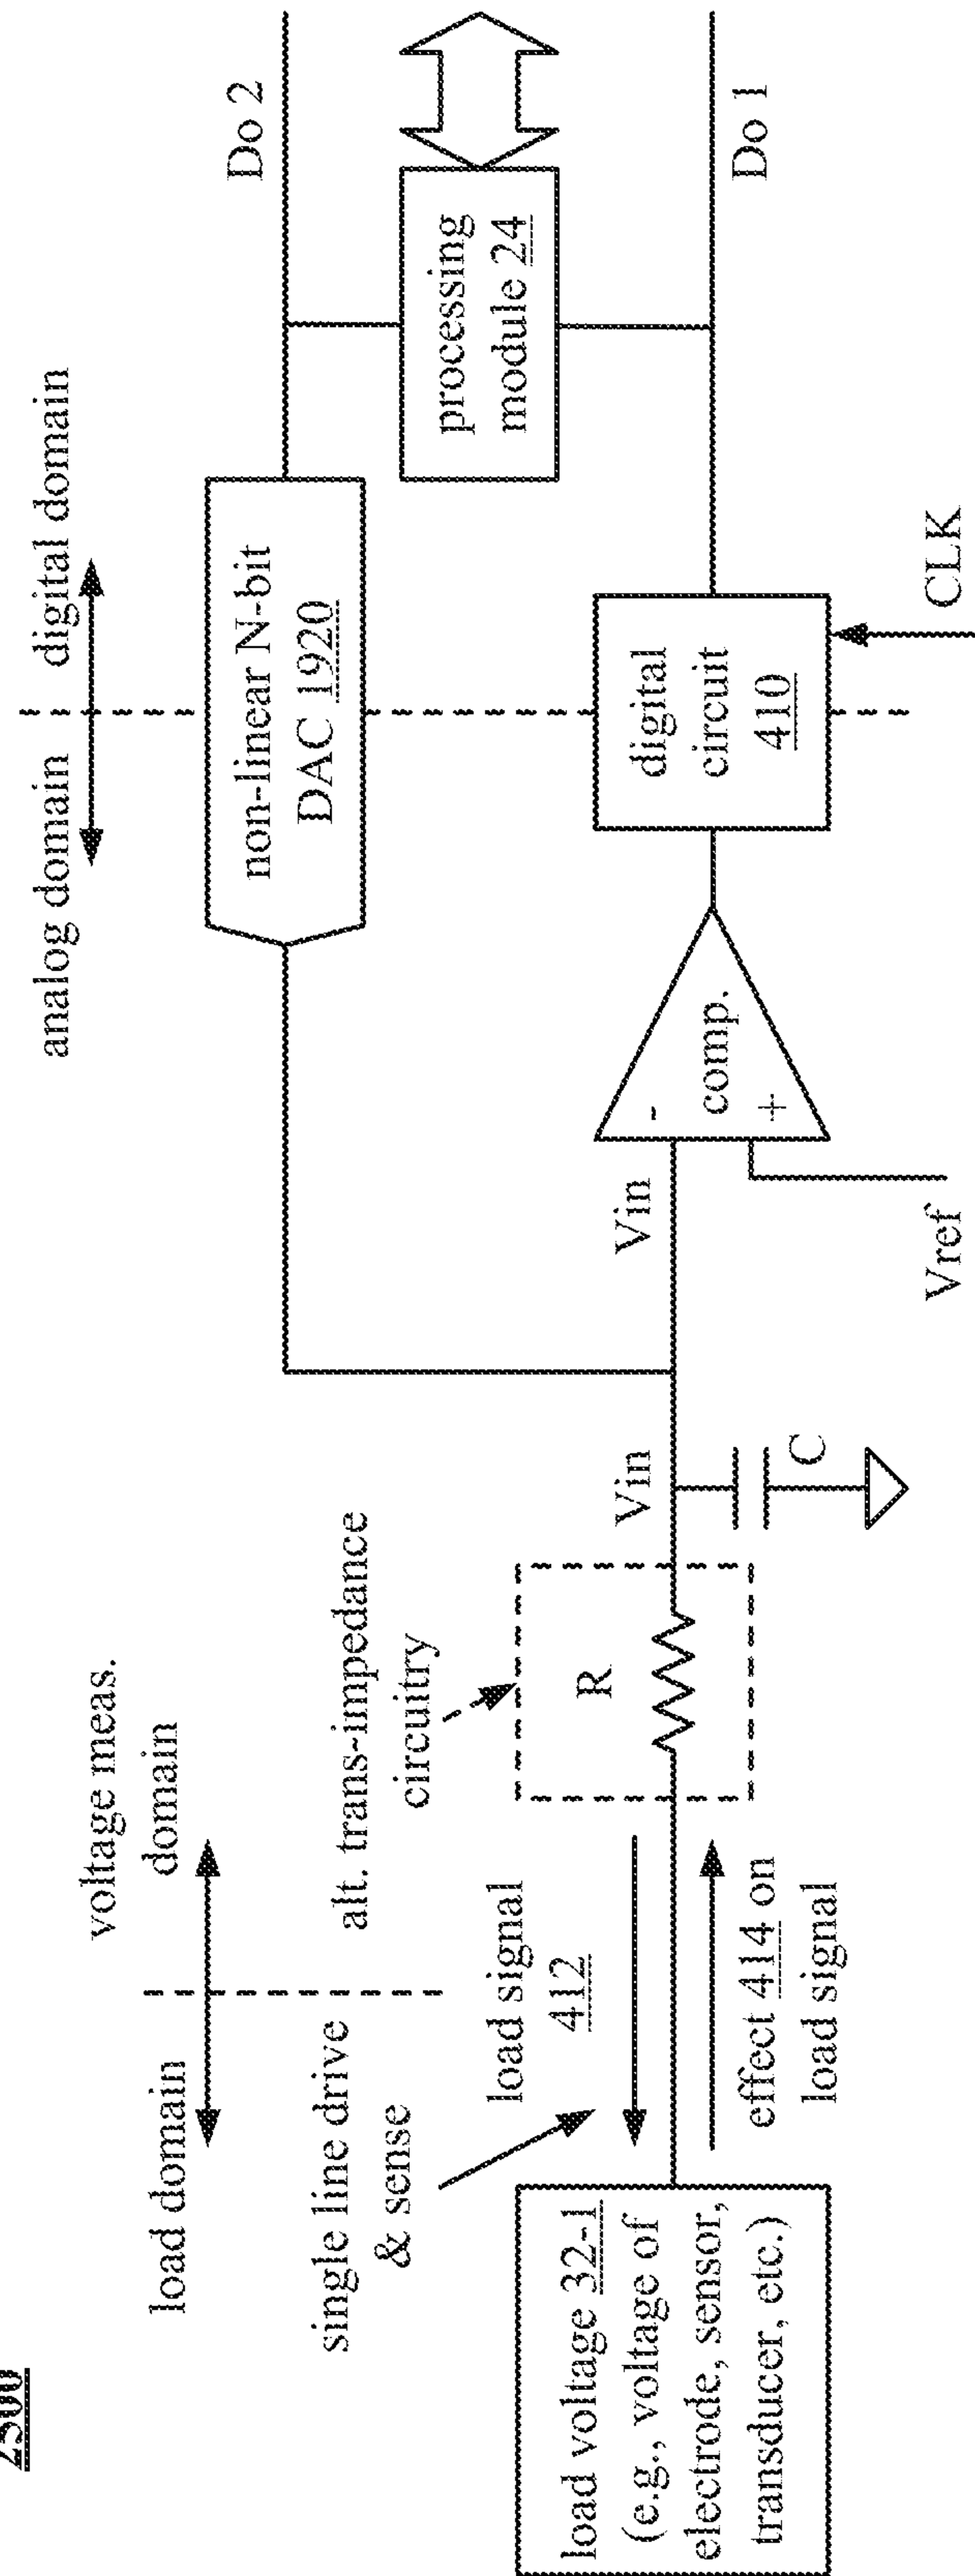 2500
load domain
voltage meas.
domain
analog domain
digital domain
single line drive
& sense
alt. trans-impedance
circuitry
load signal
412
effect 414 on
load signal
load voltage 32-1
(e.g., voltage of
electrode, sensor,
transducer, etc.)
R
Vin
C
Vin
Vref
-
comp.
+
non-linear N-bit
DAC 1920
digital
circuit
410
CLK
processing
module 24
Do 2
Do 1